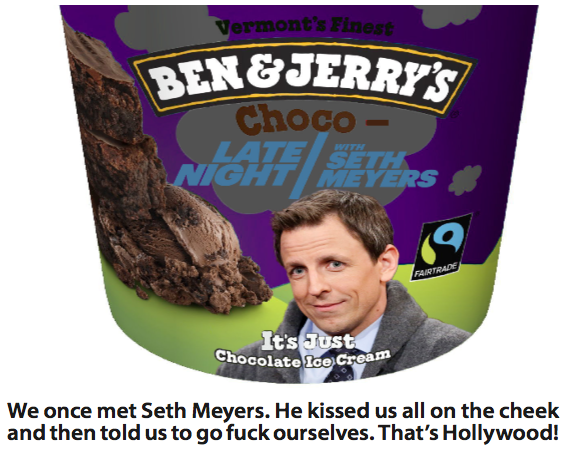 Vermont's Finest
BEN & JERRY'S
Choco –
LATE NIGHT WITH SETH MEYERS
FAIRTRADE
It's Just
Chocolate Ice Cream
We once met Seth Meyers. He kissed us all on the cheek
and then told us to go fuck ourselves. That's Hollywood!